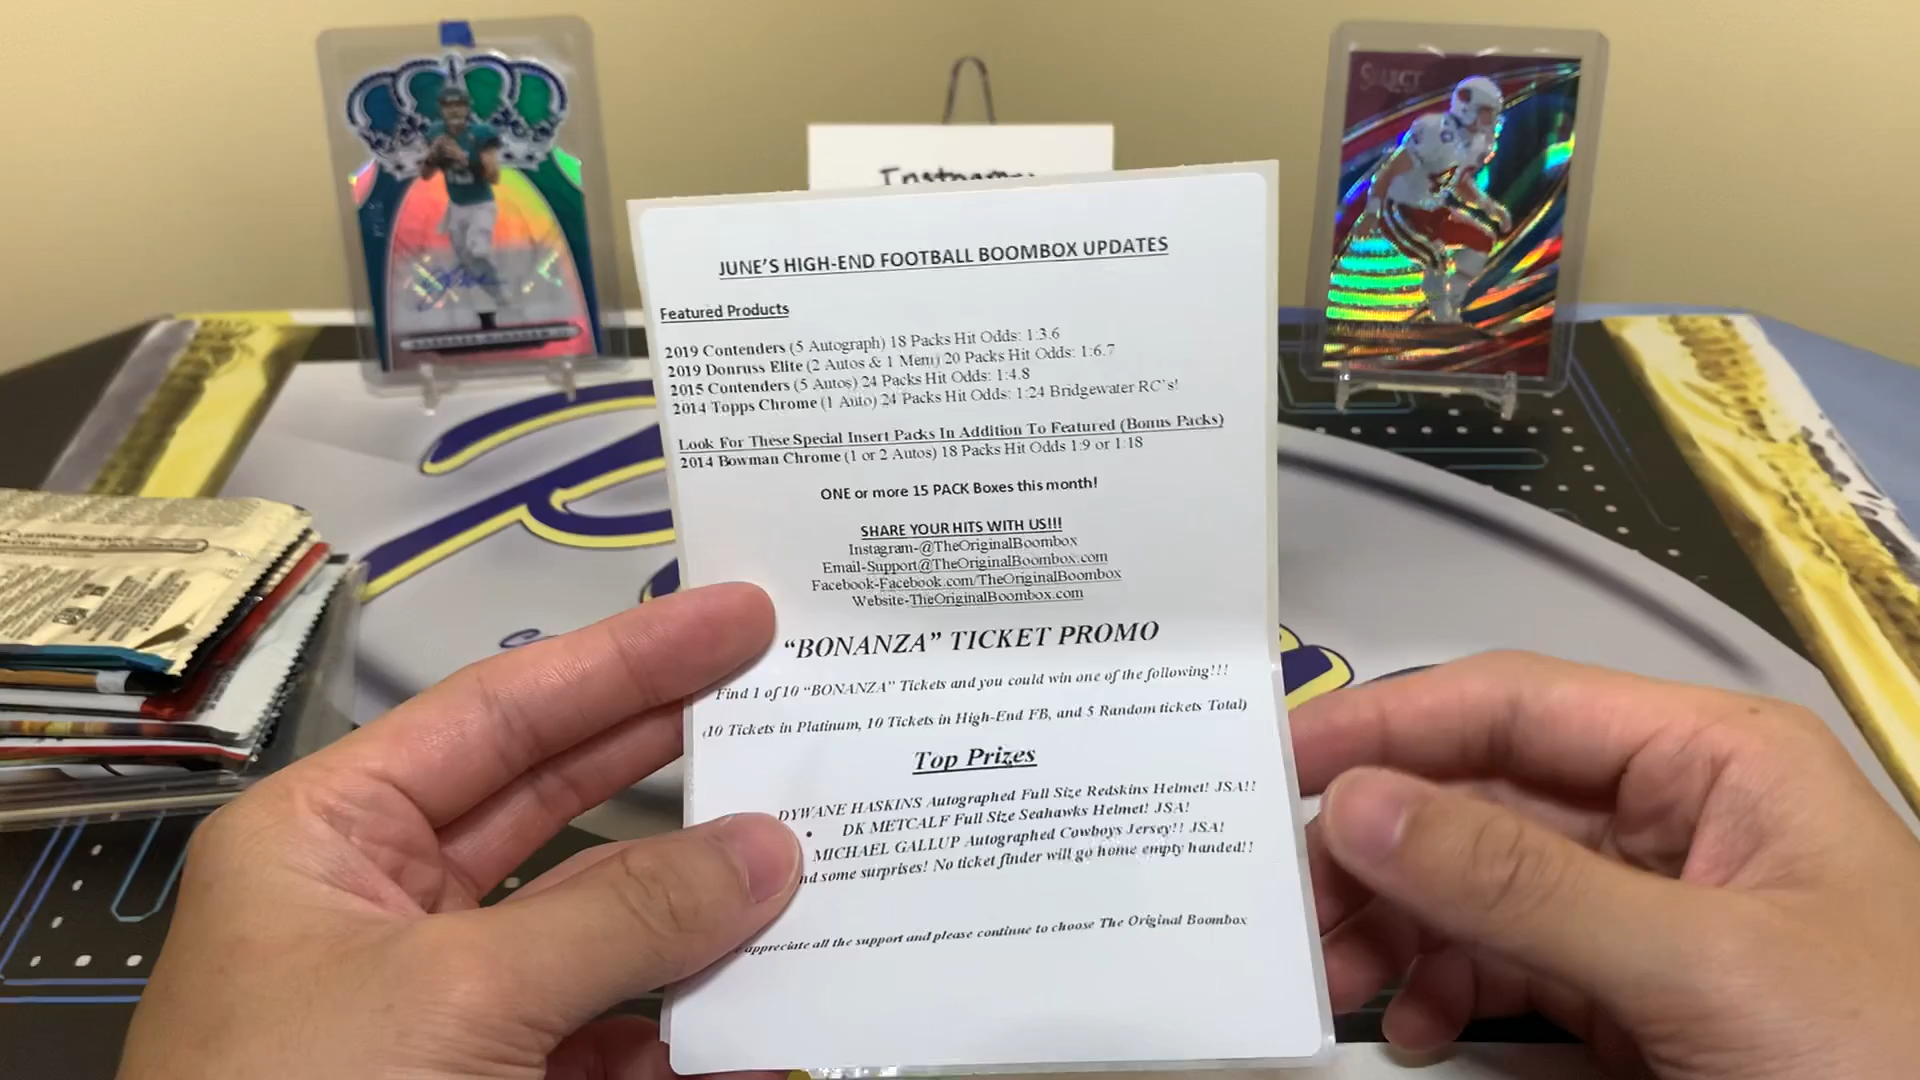 SELECT
JUNE'S HIGH-END FOOTBALL BOOMBOX UPDATES
Featured Products
2019 Contenders (5 Autograph) 18 Packs Hit Odds: 1:3.6
2019 Donruss Elite (2 Autos & 1 Mem) 20 Packs Hit Odds: 1:6.7
2015 Contenders (5 Autos) 24 Packs Hit Odds: 1:4.8
2014 Topps Chrome (1 Auto) 24 Packs Hit Odds: 1:24 Bridgewater RC's!
Look For These Special Insert Packs In Addition To Featured (Bonus Packs)
2014 Bowman Chrome (1 or 2 Autos) 18 Packs Hit Odds 1:9 or 1:18
ONE or more 15 PACK Boxes this month!
SHARE YOUR HITS WITH US!!!
Instagram-@TheOriginalBoombox
Email-Support@TheOriginalBoombox.com
Facebook-Facebook.com/TheOriginalBoombox
Website-TheOriginalBoombox.com
"BONANZA" TICKET PROMO
Find 1 of 10 "BONANZA" Tickets and you could win one of the following!!!
(10 Tickets in Platinum, 10 Tickets in High-End FB, and 5 Random tickets Total)
Top Prizes
DYWANE HASKINS Autographed Full Size Redskins Helmet! JSA!!
• DK METCALF Full Size Seahawks Helmet! JSA!
MICHAEL GALLUP Autographed Cowboys Jersey!! JSA!
nd some surprises! No ticket finder will go home empty handed!!
appreciate all the support and please continue to choose The Original Boombox